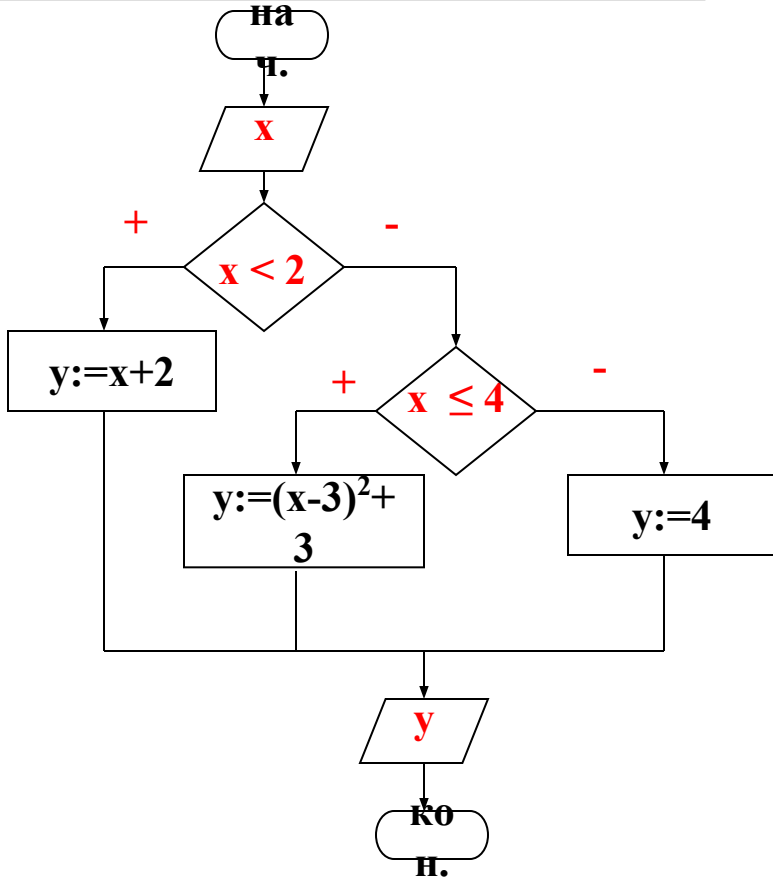 на
ч.
x
+
-
x < 2
y:=x+2
+
-
x ≤ 4
y:=(x-3)²+
3
y:=4
y
ко
н.